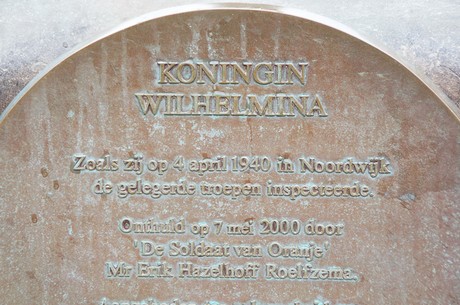 KONINGIN
WILHELMINA
Zoals zij op 4 april 1940 in Noordwijk
de gelegerde troepen inspecteerde.
Onthuld op 7 mei 2000 door
'De Soldaat van Oranje'
Mr Erik Hazelhoff Roelfzema.